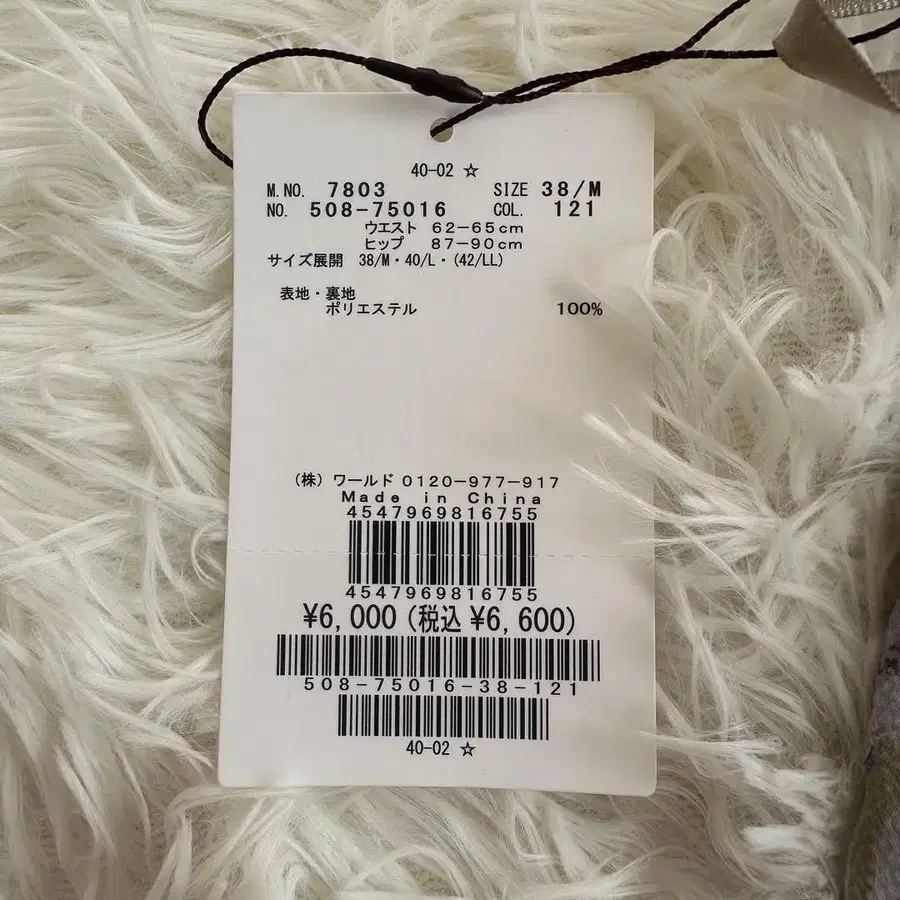 40-02 ☆
M.NO. 7803 SIZE 38/M
NO. 508-75016 COL. 121
ウエスト 62-65cm
ヒップ 87-90cm
サイズ展開 38/M・40/L・(42/LL)
表地・裏地
ポリエステル 100%
(株) ワールド 0120-977-917
Made in China
4547969816755
4547969816755
¥6,000 (税込 ¥6,600)
508-75016-38-121
40-02 ☆